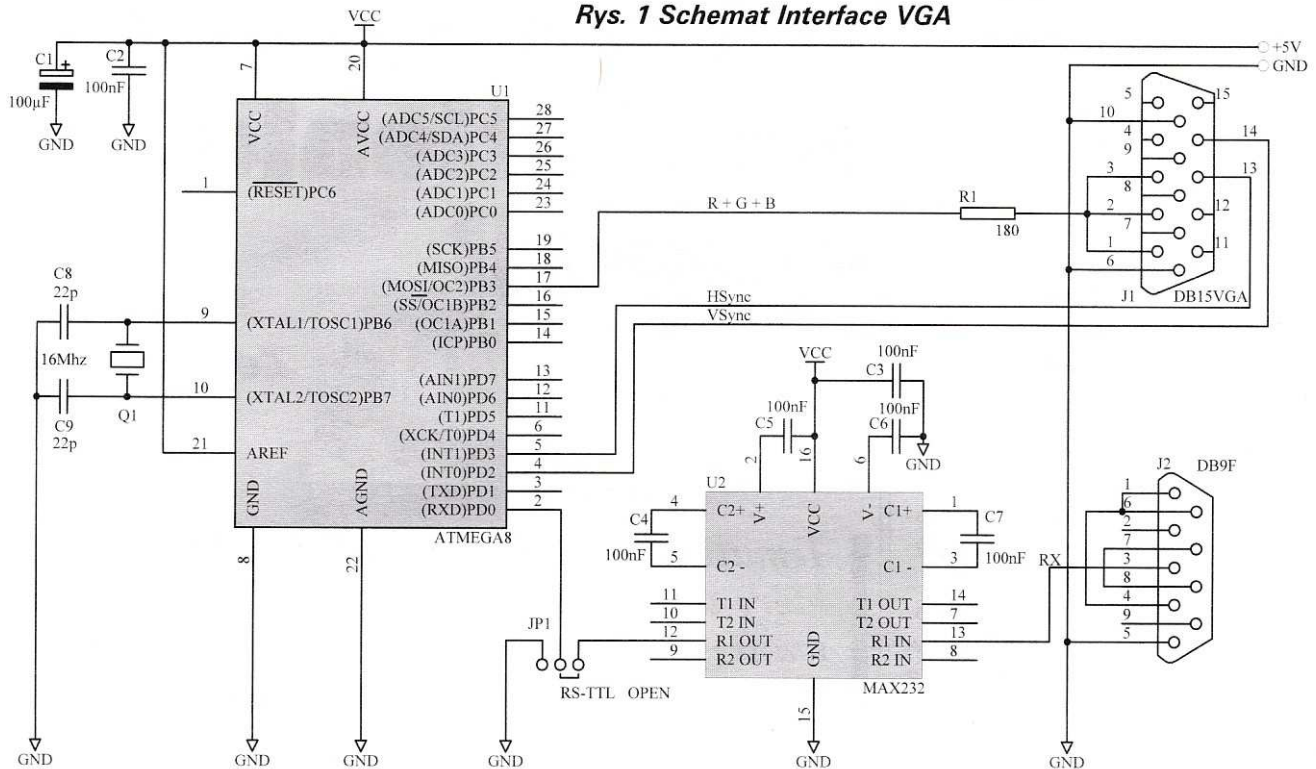 Rys. 1 Schemat Interface VGA
VCC
+5V
GND
C1
100µF
GND
C2
100nF
GND
7
20
U1
VCC
AVCC
(ADC5/SCL)PC5 28
(ADC4/SDA)PC4 27
(ADC3)PC3 26
(ADC2)PC2 25
(ADC1)PC1 24
(ADC0)PC0 23
1 (RESET)PC6
(SCK)PB5 19
(MISO)PB4 18
(MOSI/OC2)PB3 17
(SS/OC1B)PB2 16
(OC1A)PB1 15
(ICP)PB0 14
9 (XTAL1/TOSC1)PB6
10 (XTAL2/TOSC2)PB7
(AIN1)PD7 13
(AIN0)PD6 12
(T1)PD5 11
(XCK/T0)PD4 6
(INT1)PD3 5
(INT0)PD2 4
(TXD)PD1 3
(RXD)PD0 2
21 AREF
GND
AGND
ATMEGA8
8
22
C8
22p
16Mhz
Q1
C9
22p
R + G + B
R1
180
HSync
VSync
5
15
10
4
14
9
3
13
8
2
12
7
1
11
6
J1
DB15VGA
VCC
100nF
C3
100nF
C5
100nF
C6
GND
2
16
6
U2
V+
VCC
V-
4 C2+
C4
100nF
5 C2 -
C1+ 1
C7
100nF
C1 - 3
11 T1 IN
10 T2 IN
12 R1 OUT
9 R2 OUT
T1 OUT 14
T2 OUT 7
R1 IN 13
R2 IN 8
GND
MAX232
15
JP1
RS-TTL OPEN
RX
J2
DB9F
1
6
2
7
3
8
4
9
5
GND
GND
GND
GND
GND
GND